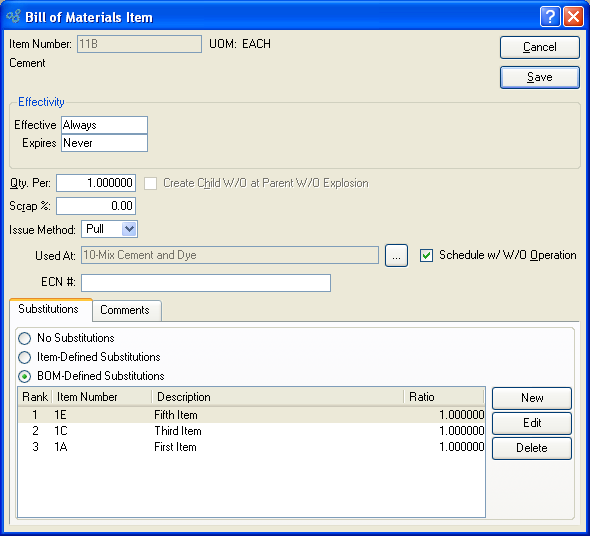 Bill of Materials Item
Item Number: 11B UOM: EACH
Cancel
Cement
Save
Effectivity
Effective Always
Expires Never
Qty. Per: 1.000000 Create Child W/O at Parent W/O Explosion
Scrap %: 0.00
Issue Method: Pull
Used At: 10-Mix Cement and Dye ... Schedule w/ W/O Operation
ECN #:
Substitutions Comments
No Substitutions
Item-Defined Substitutions
BOM-Defined Substitutions
Rank Item Number Description Ratio
1 1E Fifth Item 1.000000
2 1C Third Item 1.000000
3 1A First Item 1.000000
New
Edit
Delete